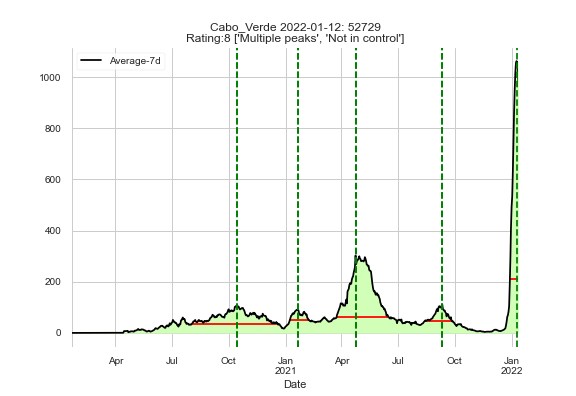 Cabo_Verde 2022-01-12: 52729
Rating:8 ['Multiple peaks', 'Not in control']
Average-7d
1000
800
600
400
200
0
Apr Jul Oct Jan Apr Jul Oct Jan
2021 2022
Date